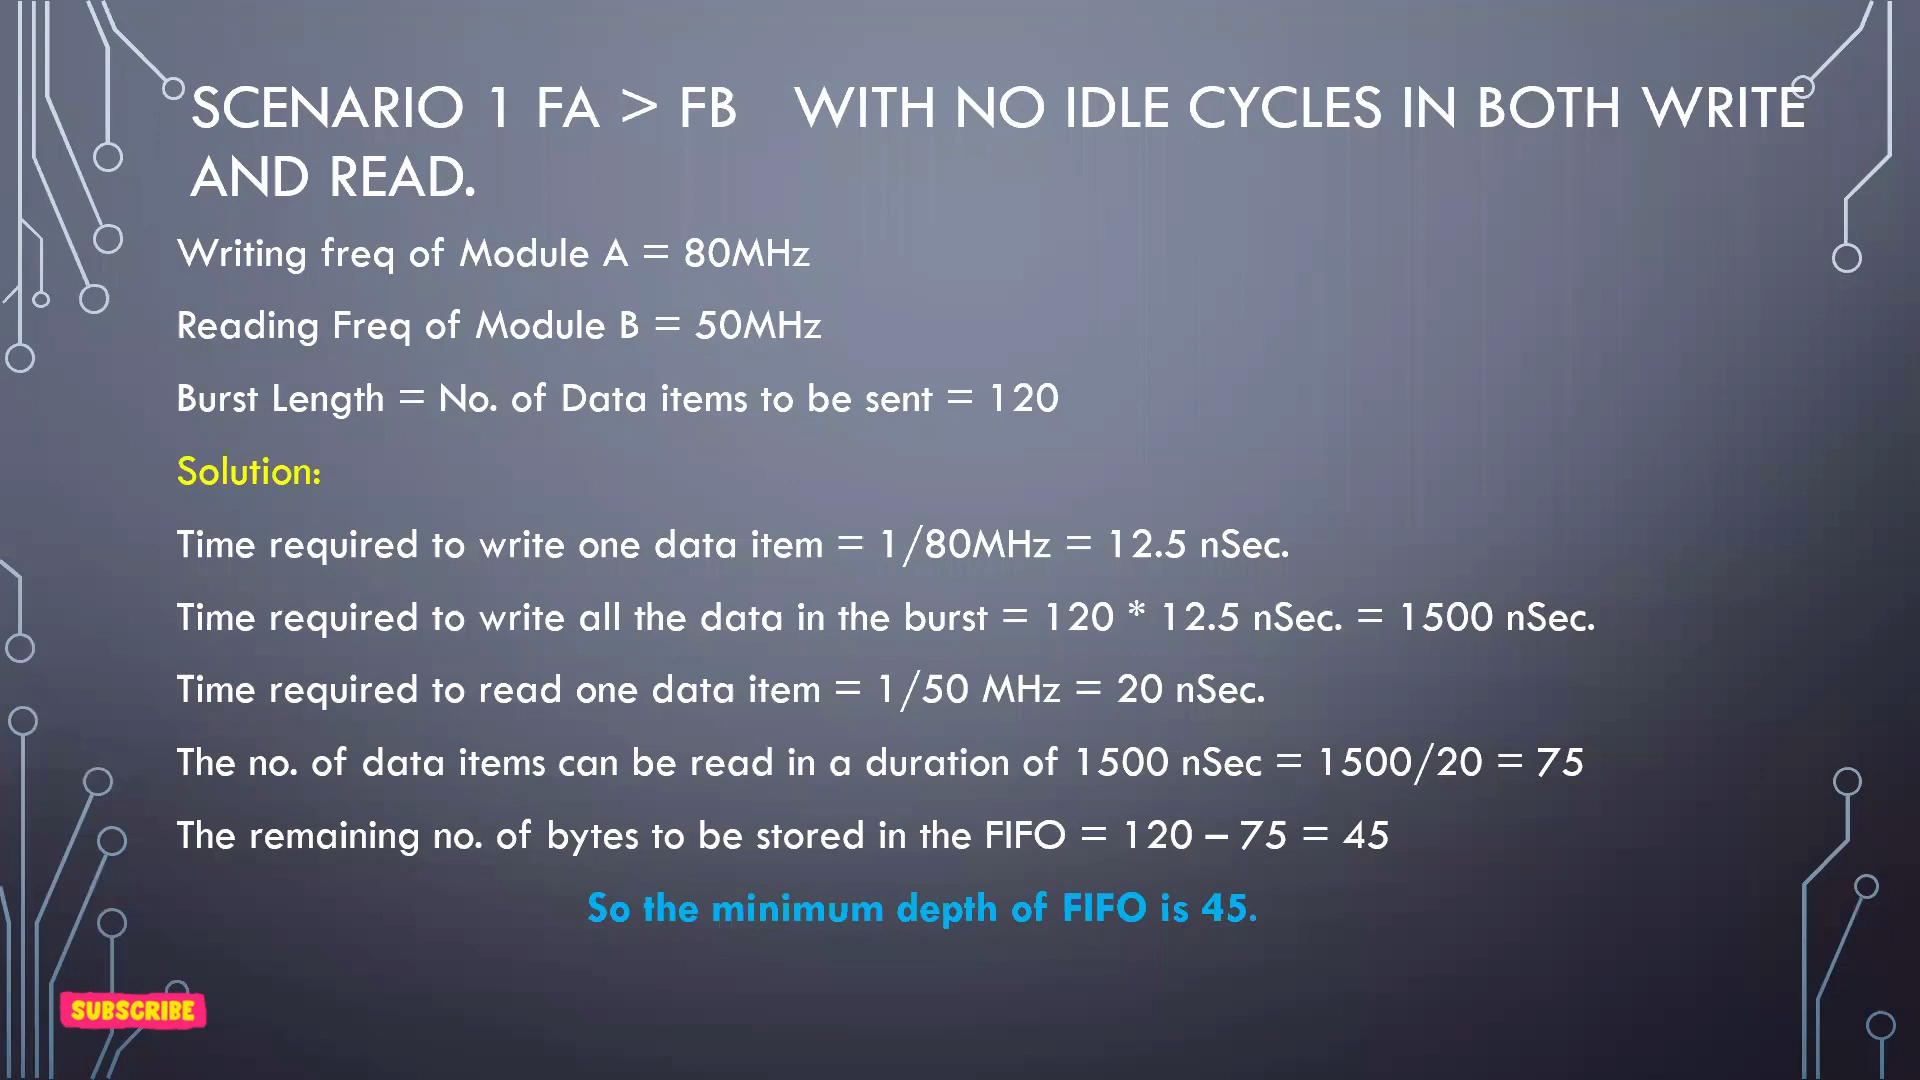 SCENARIO 1 FA > FB WITH NO IDLE CYCLES IN BOTH WRITE
AND READ.
Writing freq of Module A = 80MHz
Reading Freq of Module B = 50MHz
Burst Length = No. of Data items to be sent = 120
Solution:
Time required to write one data item = 1/80MHz = 12.5 nSec.
Time required to write all the data in the burst = 120 * 12.5 nSec. = 1500 nSec.
Time required to read one data item = 1/50 MHz = 20 nSec.
The no. of data items can be read in a duration of 1500 nSec = 1500/20 = 75
The remaining no. of bytes to be stored in the FIFO = 120 – 75 = 45
So the minimum depth of FIFO is 45.
SUBSCRIBE